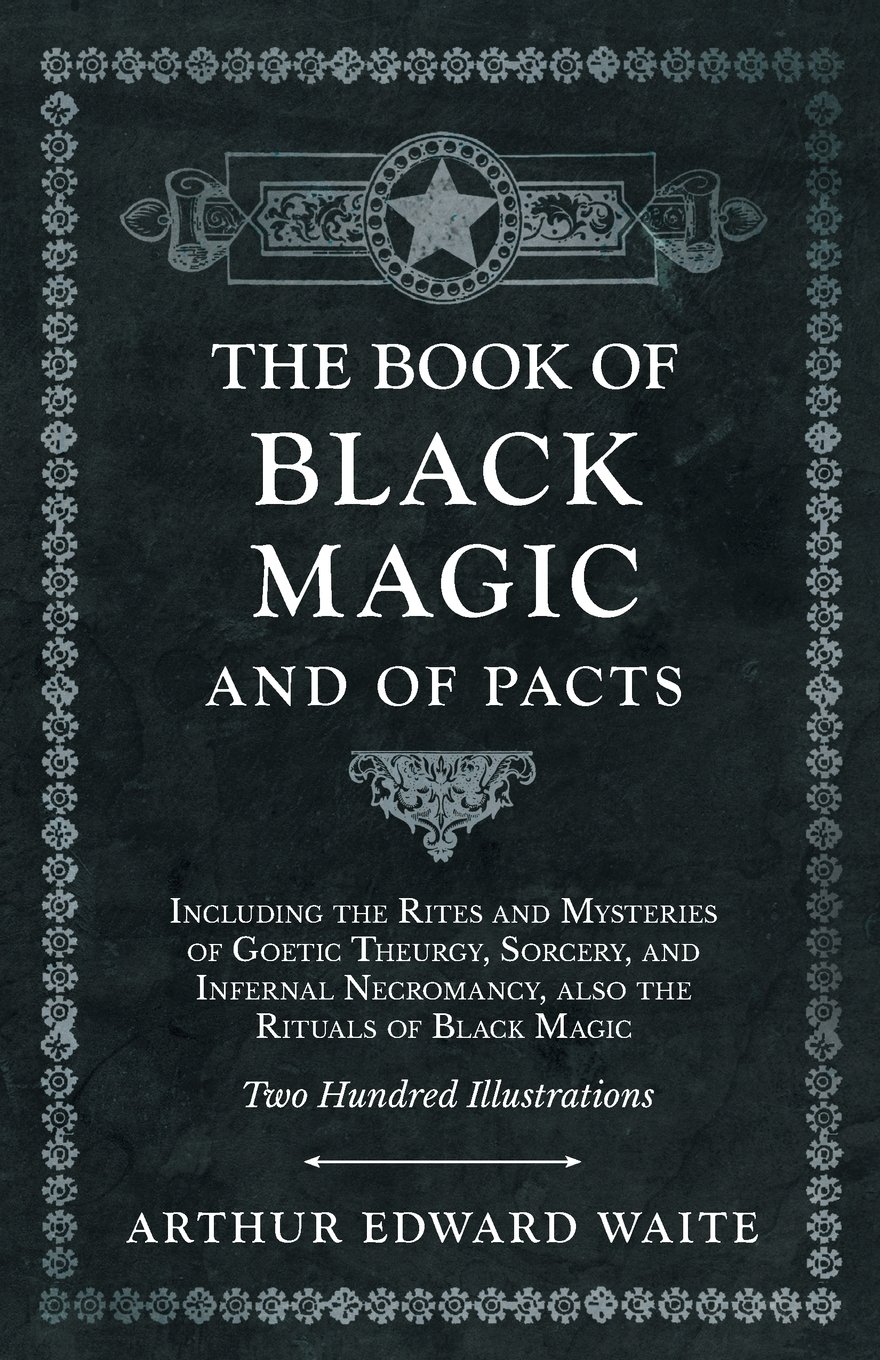 THE BOOK OF
BLACK
MAGIC
AND OF PACTS
INCLUDING THE RITES AND MYSTERIES
OF GOETIC THEURGY, SORCERY, AND
INFERNAL NECROMANCY, ALSO THE
RITUALS OF BLACK MAGIC
Two Hundred Illustrations
ARTHUR EDWARD WAITE